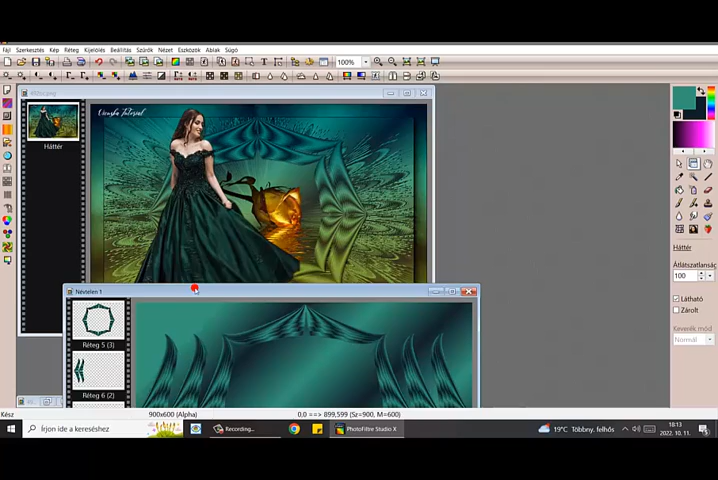 Fájl Szerkesztés Kép Réteg Kijelölés Beállítás Szűrők Nézet Eszközök Ablak Súgó
100%
Háttér
Névtelen 1
Réteg 5 (3)
Réteg 6 (2)
Háttér
Átlátszatlanság
100
Látható
Zárolt
Keverék mód
Normál
Kész
900x600 (Alpha)
0,0 ==> 899,599 (Sz=900, M=600)
Írjon ide a kereséshez
Recording...
PhotoFiltre Studio X
19°C Többny. felhős
18:13
2022. 10. 11.